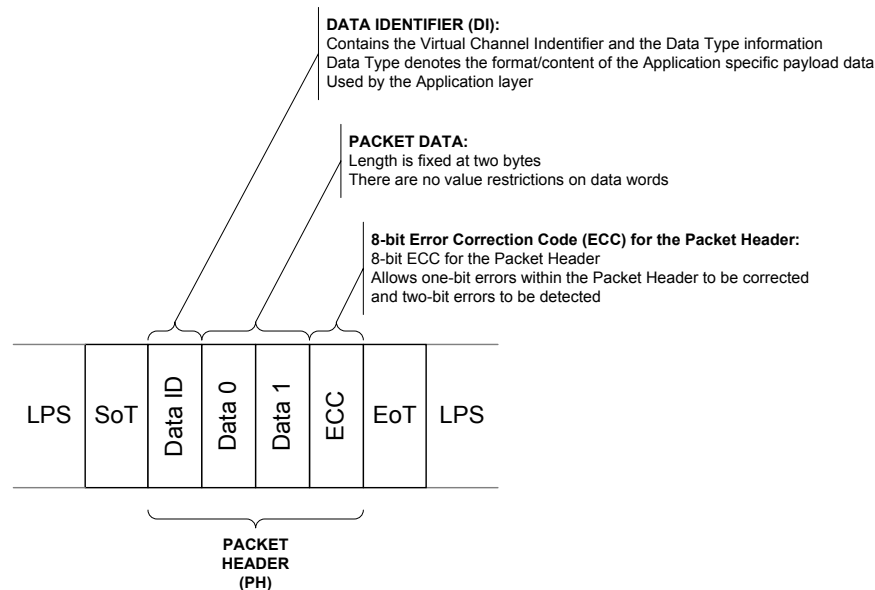 DATA IDENTIFIER (DI):
Contains the Virtual Channel Indentifier and the Data Type information
Data Type denotes the format/content of the Application specific payload data
Used by the Application layer
PACKET DATA:
Length is fixed at two bytes
There are no value restrictions on data words
8-bit Error Correction Code (ECC) for the Packet Header:
8-bit ECC for the Packet Header
Allows one-bit errors within the Packet Header to be corrected
and two-bit errors to be detected
LPS
SoT
Data ID
Data 0
Data 1
ECC
EoT
LPS
PACKET
HEADER
(PH)